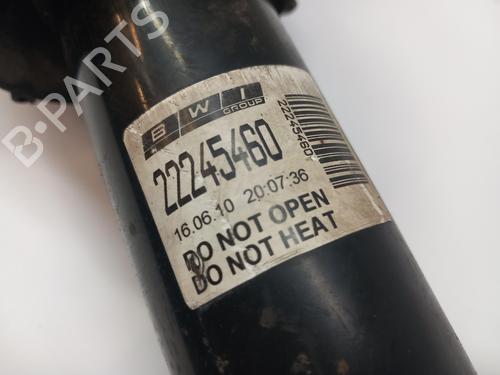 B-PARTS
BWI
GROUP
22245460
22245460
16.06.10 20:07:36
DO NOT OPEN
DO NOT HEAT